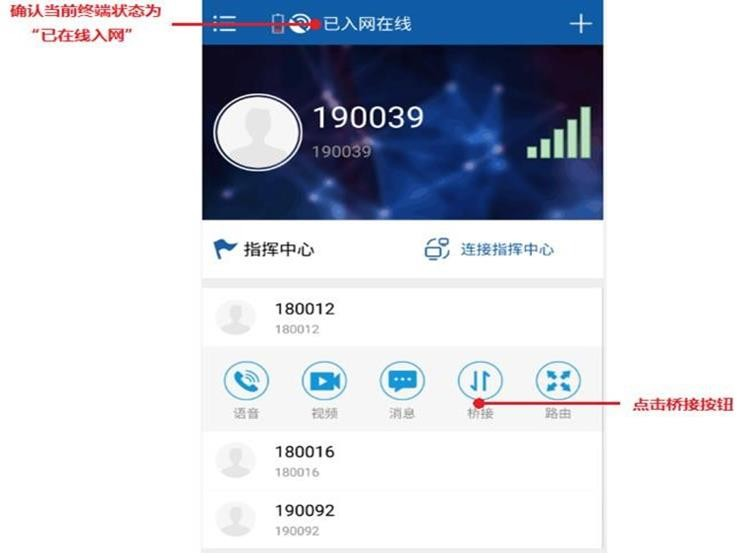 确认当前终端状态为
“已在线入网”
已入网在线
190039
190039
指挥中心
连接指挥中心
180012
180012
语音
视频
消息
桥接
路由
点击桥接按钮
180016
180016
190092
190092